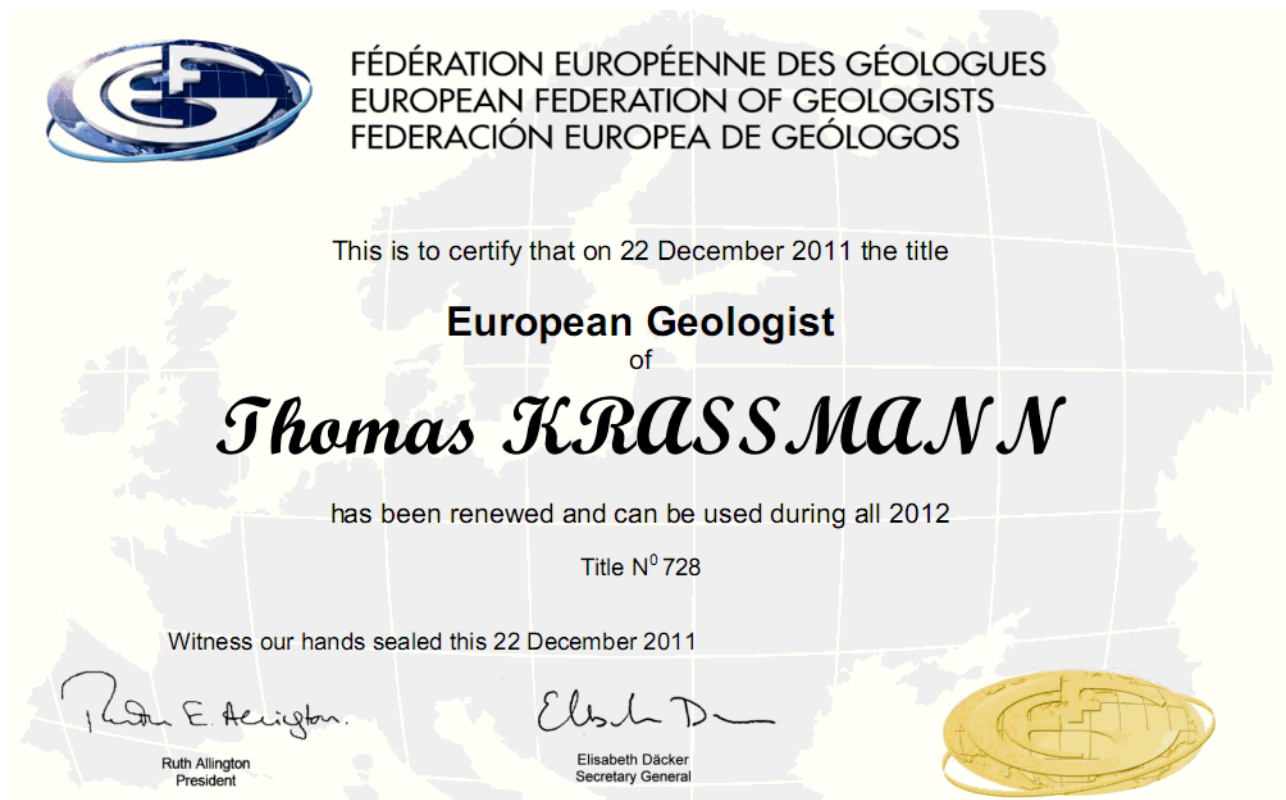 FÉDÉRATION EUROPÉENNE DES GÉOLOGUES
EUROPEAN FEDERATION OF GEOLOGISTS
FEDERACIÓN EUROPEA DE GEÓLOGOS
This is to certify that on 22 December 2011 the title
European Geologist
of
Thomas KRASSMANN
has been renewed and can be used during all 2012
Title N⁰ 728
Witness our hands sealed this 22 December 2011
Ruth E. Allington.
Ruth Allington
President
Elisabeth Däcker
Secretary General